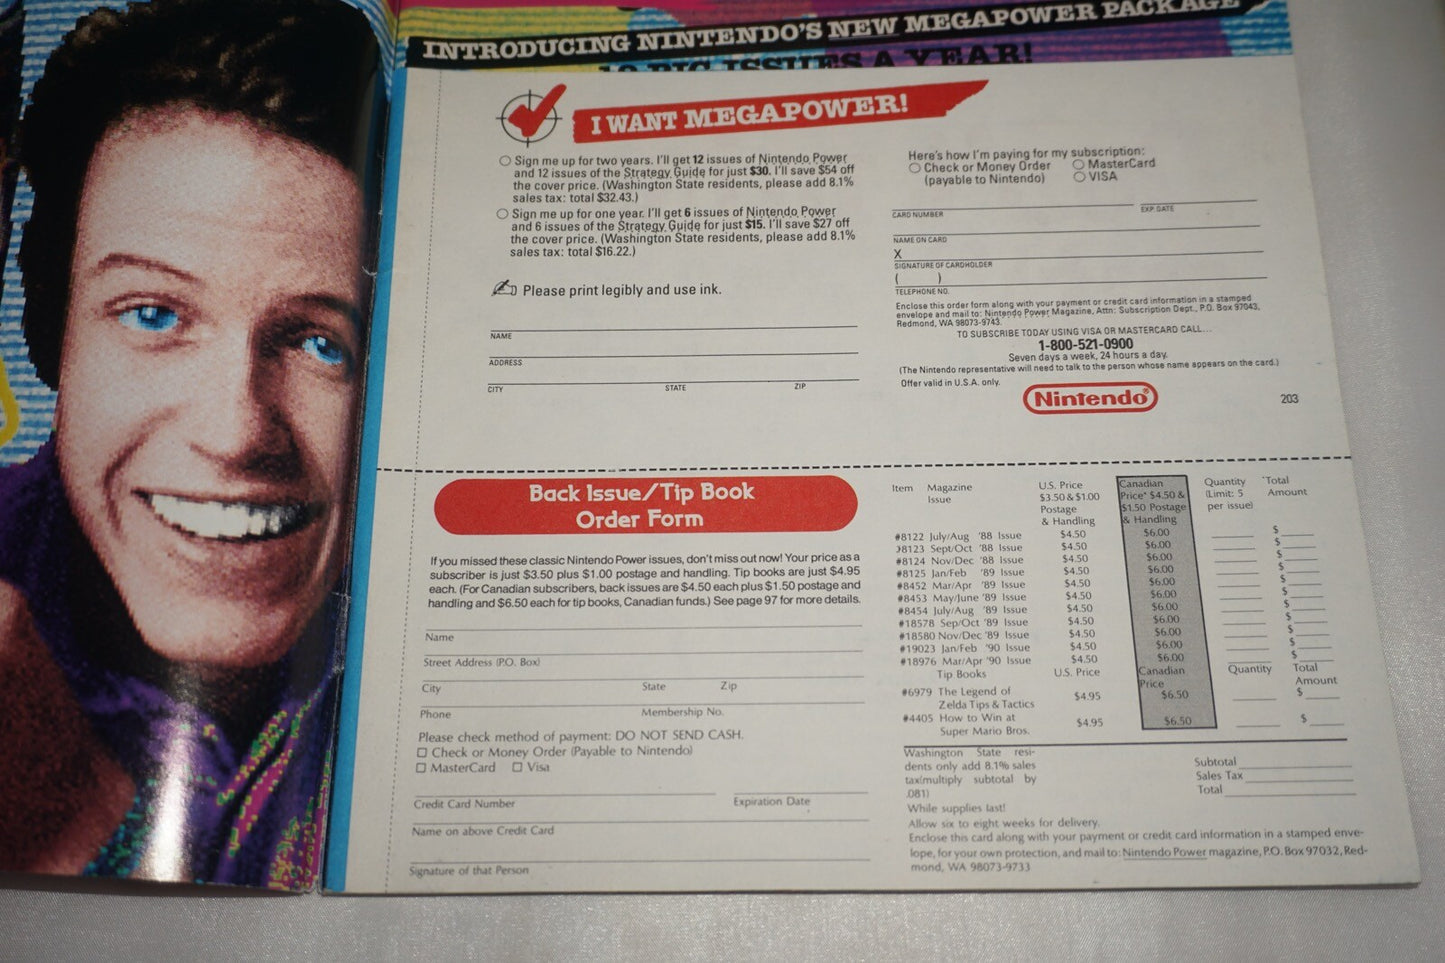 INTRODUCING NINTENDO'S NEW MEGAPOWER PACKAGE
12 BIG ISSUES A YEAR!
I WANT MEGAPOWER!
Sign me up for two years. I'll get 12 issues of Nintendo Power
and 12 issues of the Strategy Guide for just $30. I'll save $54 off
the cover price. (Washington State residents, please add 8.1%
sales tax: total $32.43.)
Sign me up for one year. I'll get 6 issues of Nintendo Power
and 6 issues of the Strategy Guide for just $15. I'll save $27 off
the cover price. (Washington State residents, please add 8.1%
sales tax: total $16.22.)
Please print legibly and use ink.
NAME
ADDRESS
CITY STATE ZIP
Here's how I'm paying for my subscription:
Check or Money Order MasterCard
(payable to Nintendo) VISA
CARD NUMBER EXP. DATE
NAME ON CARD
X
SIGNATURE OF CARDHOLDER
( )
TELEPHONE NO.
Enclose this order form along with your payment or credit card information in a stamped
envelope and mail to: Nintendo Power Magazine, Attn: Subscription Dept., P.O. Box 97043,
Redmond, WA 98073-9743.
TO SUBSCRIBE TODAY USING VISA OR MASTERCARD CALL...
1-800-521-0900
Seven days a week, 24 hours a day.
(The Nintendo representative will need to talk to the person whose name appears on the card.)
Offer valid in U.S.A. only.
Nintendo®
203
Back Issue/Tip Book
Order Form
If you missed these classic Nintendo Power issues, don't miss out now! Your price as a
subscriber is just $3.50 plus $1.00 postage and handling. Tip books are just $4.95
each. (For Canadian subscribers, back issues are $4.50 each plus $1.50 postage and
handling and $6.50 each for tip books, Canadian funds.) See page 97 for more details.
Name
Street Address (P.O. Box)
City State Zip
Phone Membership No.
Please check method of payment: DO NOT SEND CASH.
Check or Money Order (Payable to Nintendo)
MasterCard Visa
Credit Card Number Expiration Date
Name on above Credit Card
Signature of that Person
Item Magazine U.S. Price Canadian Quantity *Total
Issue $3.50 & $1.00 Price* $4.50 & (Limit: 5 Amount
Postage $1.50 Postage per issue)
& Handling & Handling
#8122 July/Aug '88 Issue $4.50 $6.00 $
#8123 Sept/Oct '88 Issue $4.50 $6.00 $
#8124 Nov/Dec '88 Issue $4.50 $6.00 $
#8125 Jan/Feb '89 Issue $4.50 $6.00 $
#8452 Mar/Apr '89 Issue $4.50 $6.00 $
#8453 May/June '89 Issue $4.50 $6.00 $
#8454 July/Aug '89 Issue $4.50 $6.00 $
#18578 Sep/Oct '89 Issue $4.50 $6.00 $
#18580 Nov/Dec '89 Issue $4.50 $6.00 $
#19023 Jan/Feb '90 Issue $4.50 $6.00 $
#18976 Mar/Apr '90 Issue $4.50 $6.00 $
Tip Books U.S. Price Canadian Quantity Total
Price Amount
#6979 The Legend of $4.95 $6.50 $
Zelda Tips & Tactics
#4405 How to Win at $4.95 $6.50 $
Super Mario Bros.
Washington State resi-
dents only add 8.1% sales
tax(multiply subtotal by
.081)
Subtotal
Sales Tax
Total
While supplies last!
Allow six to eight weeks for delivery.
Enclose this card along with your payment or credit card information in a stamped enve-
lope, for your own protection, and mail to: Nintendo Power magazine, P.O. Box 97032, Red-
mond, WA 98073-9733